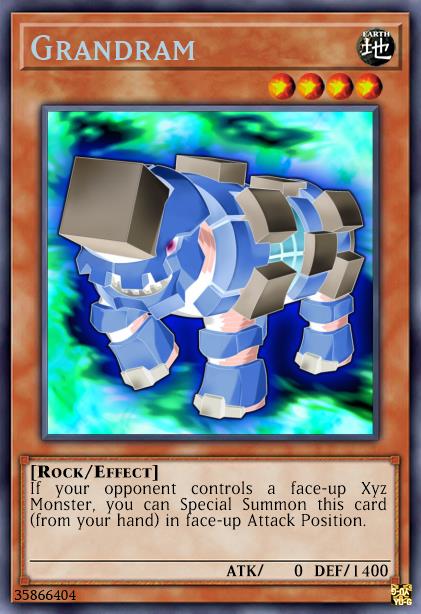 GRANDRAM
EARTH
地
[ROCK/EFFECT]
If your opponent controls a face-up Xyz
Monster, you can Special Summon this card
(from your hand) in face-up Attack Position.
ATK/ 0 DEF/1400
35866404